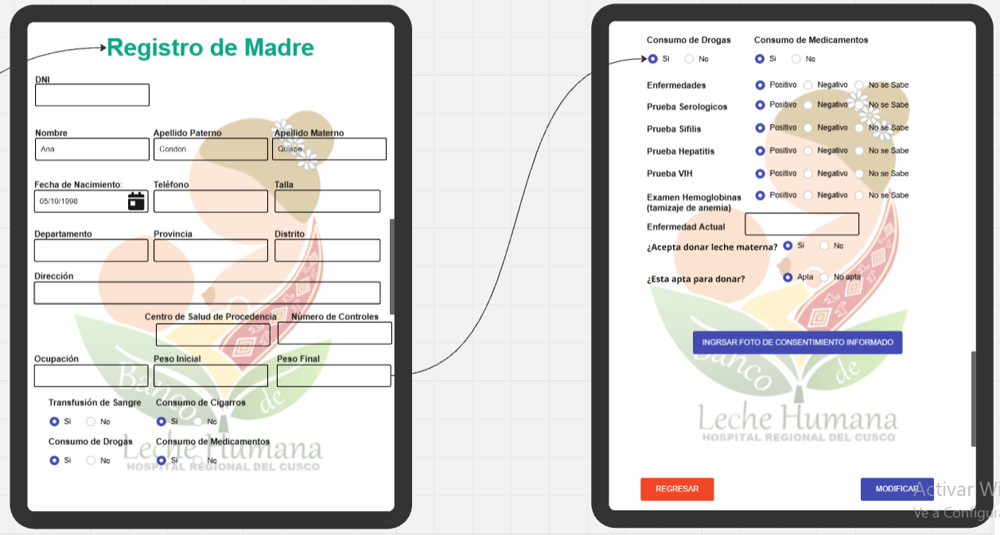 Registro de Madre
DNI
Nombre Apellido Paterno Apellido Materno
Ana Condori Quispe
Fecha de Nacimiento: Teléfono Talla
05/10/1998
Departamento Provincia Distrito
Dirección
Centro de Salud de Procedencia Número de Controles
Ocupación Peso Inicial Peso Final
Transfusión de Sangre Consumo de Cigarros
Si No Si No
Consumo de Drogas Consumo de Medicamentos
Si No Si No
Banco de
Leche Humana
HOSPITAL REGIONAL DEL CUSCO
Consumo de Drogas Consumo de Medicamentos
Si No Si No
Enfermedades Positivo Negativo No se Sabe
Prueba Serologicos Positivo Negativo No se Sabe
Prueba Sifilis Positivo Negativo No se Sabe
Prueba Hepatitis Positivo Negativo No se Sabe
Prueba VIH Positivo Negativo No se Sabe
Examen Hemoglobinas Positivo Negativo No se Sabe
(tamizaje de anemia)
Enfermedad Actual
¿Acepta donar leche materna? Si No
¿Esta apta para donar? Apta No apta
INGRSAR FOTO DE CONSENTIMIENTO INFORMADO
Banco de
Leche Humana
HOSPITAL REGIONAL DEL CUSCO
REGRESAR MODIFICAR
Activar Wi
Ve a Configura